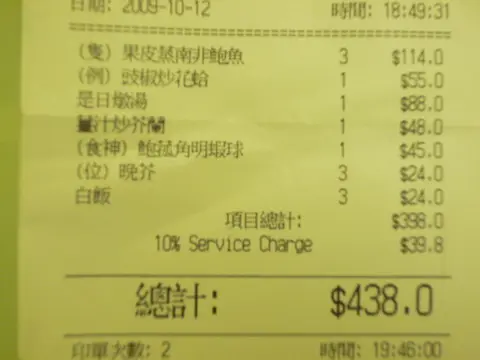 日期: 2009-10-12 時間: 18:49:31
(隻) 果皮蒸南非鮑魚 3 $114.0
(例) 豉椒炒花蛤 1 $55.0
是日燉湯 1 $88.0
薑汁炒芥蘭 1 $48.0
(食神) 鮑菰角明蝦球 1 $45.0
(位) 晚芥 3 $24.0
白飯 3 $24.0
項目總計: $398.0
10% Service Charge $39.8
總計: $438.0
印單次數: 2 時間: 19:46:00